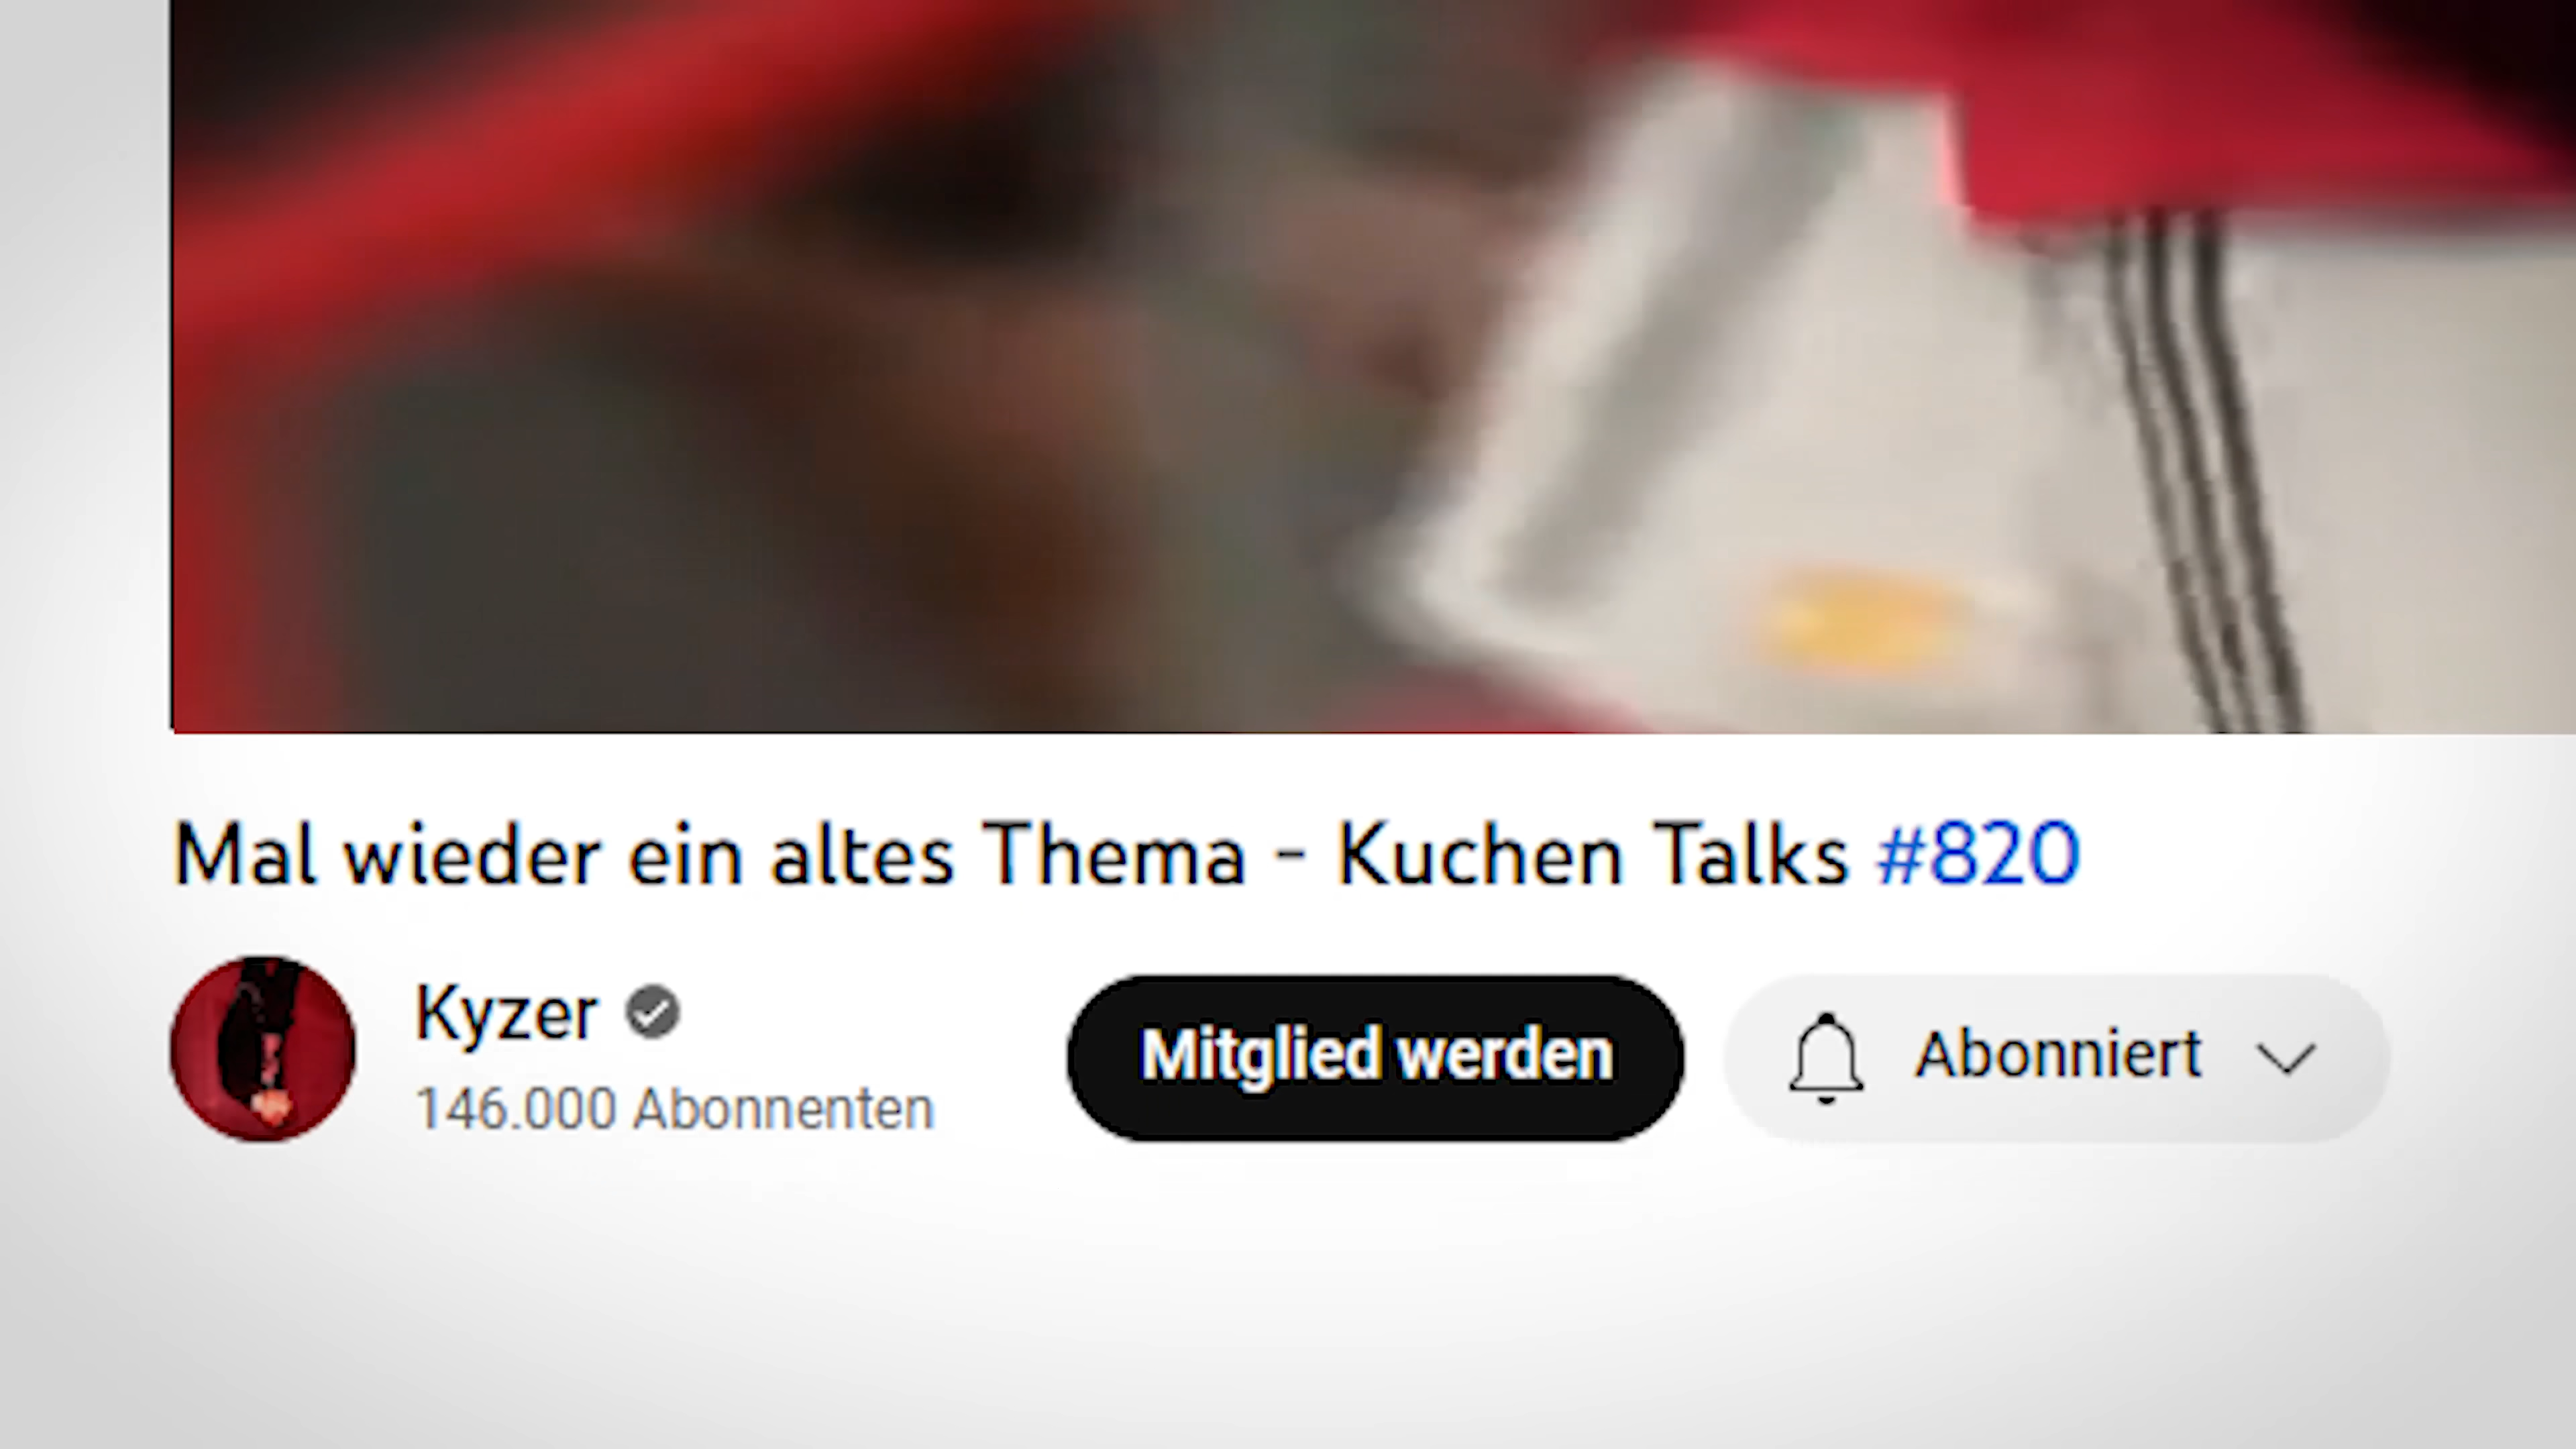 Mal wieder ein altes Thema - Kuchen Talks #820
Kyzer
146.000 Abonnenten
Mitglied werden
Abonniert